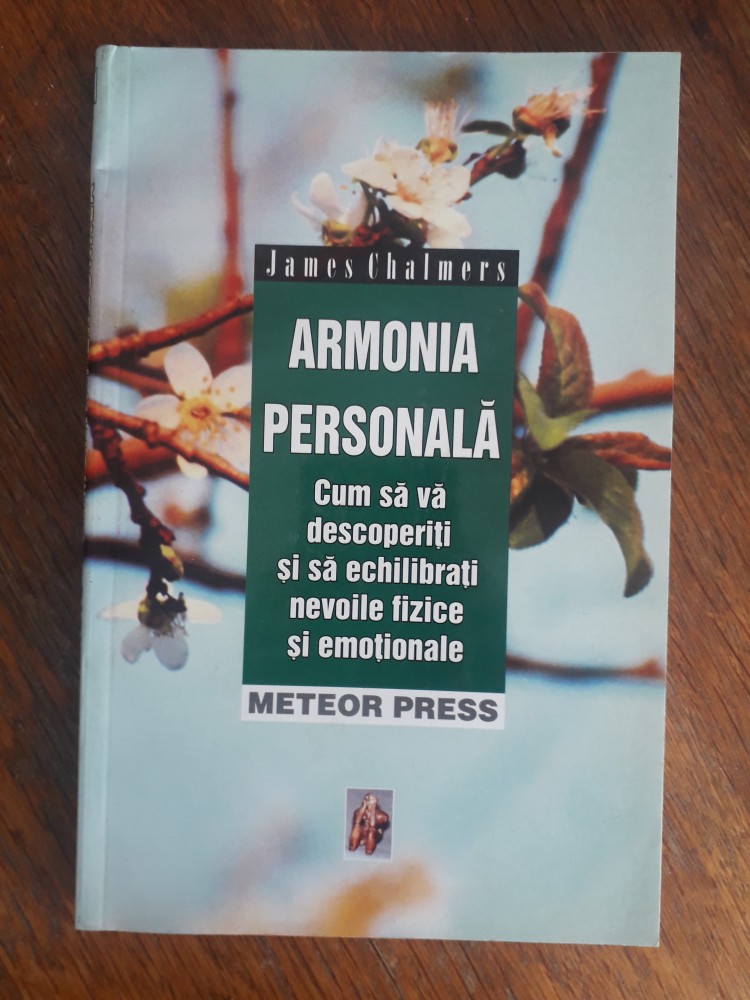 James Chalmers
ARMONIA
PERSONALĂ
Cum să vă
descoperiți
și să echilibrați
nevoile fizice
și emoționale
METEOR PRESS